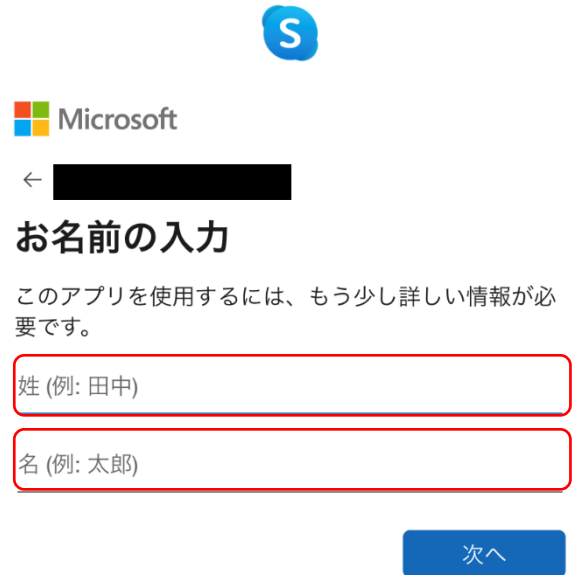 S
Microsoft
←
お名前の入力
このアプリを使用するには、もう少し詳しい情報が必
要です。
姓 (例: 田中)
名 (例: 太郎)
次へ